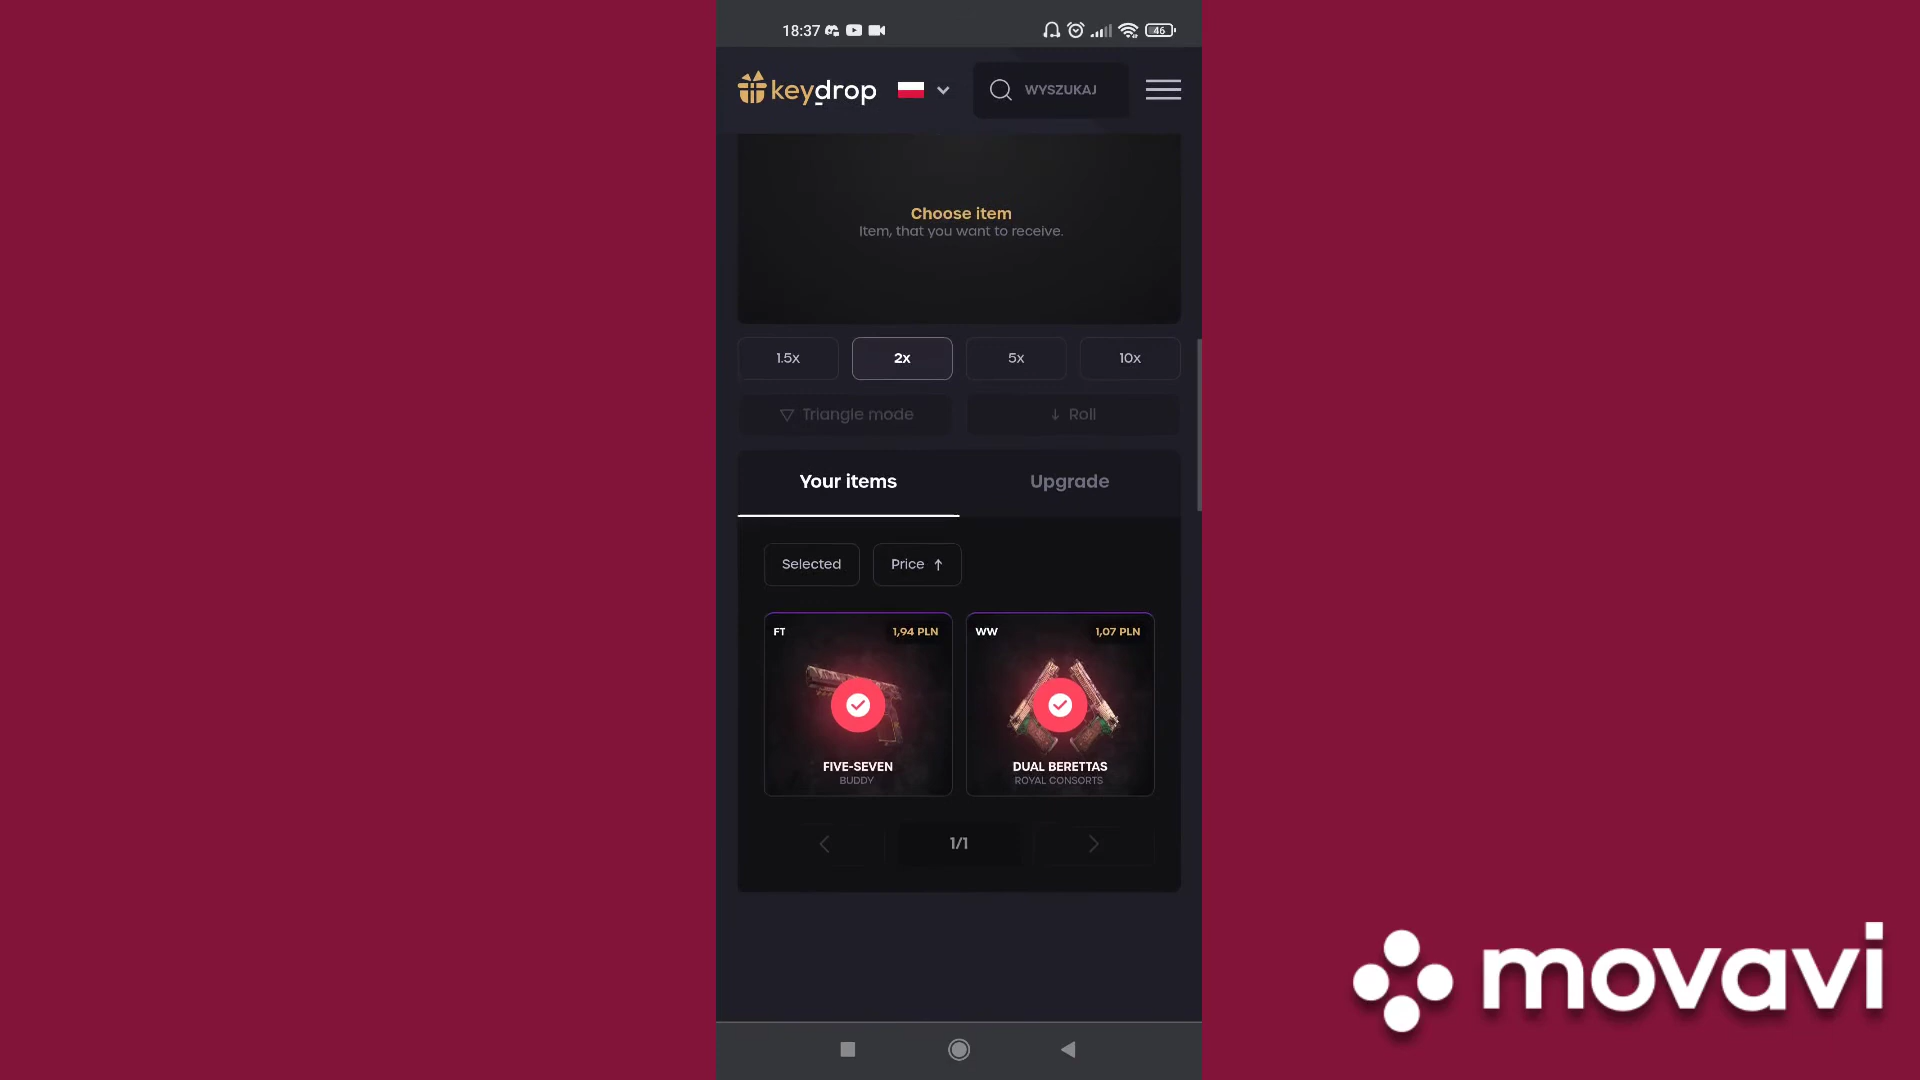 18:37
46
keydrop
WYSZUKAJ
Choose item
Item, that you want to receive.
1.5x 2x 5x 10x
Triangle mode
Roll
Your items
Upgrade
Selected
Price ↑
FT 1,94 PLN
FIVE-SEVEN
BUDDY
WW 1,07 PLN
DUAL BERETTAS
ROYAL CONSORTS
1/1
movavi